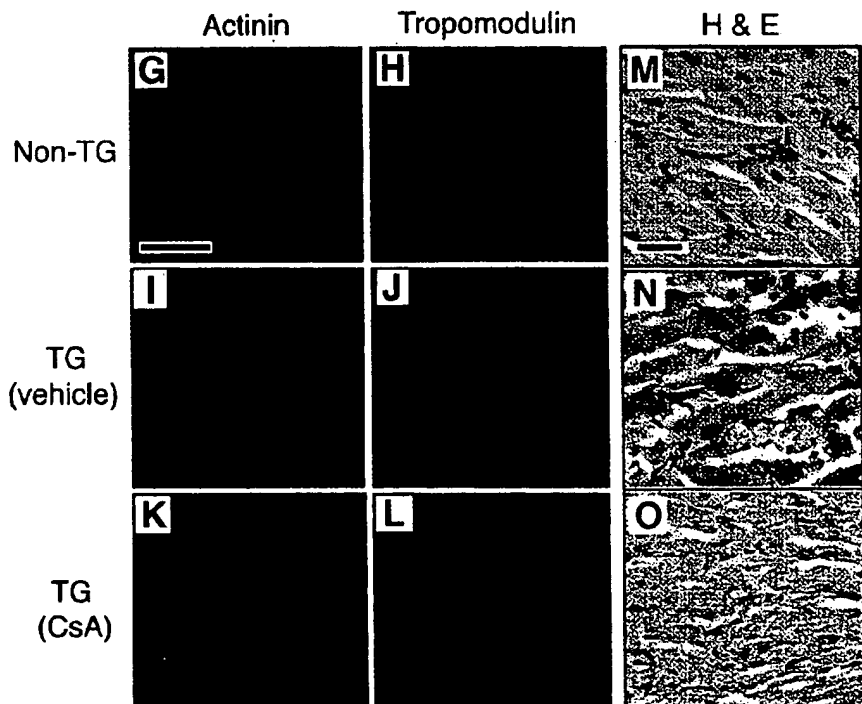 Actinin Tropomodulin H & E
Non-TG G H M
TG
(vehicle) I J N
TG
(CsA) K L O